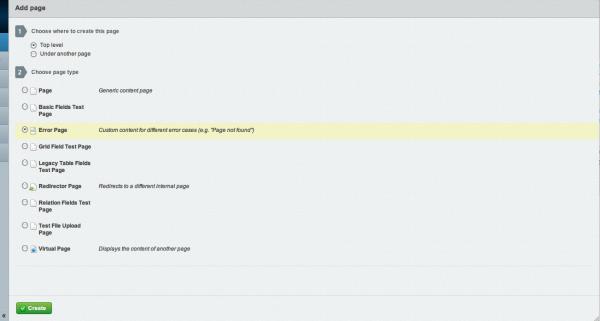 Add page
1 Choose where to create this page
Top level
Under another page
2 Choose page type
Page Generic content page
Basic Fields Test
Page
Error Page Custom content for different error cases (e.g. "Page not found")
Grid Field Test Page
Legacy Table Fields
Test Page
Redirector Page Redirects to a different internal page
Relation Fields Test
Page
Test File Upload
Page
Virtual Page Displays the content of another page
Create
«